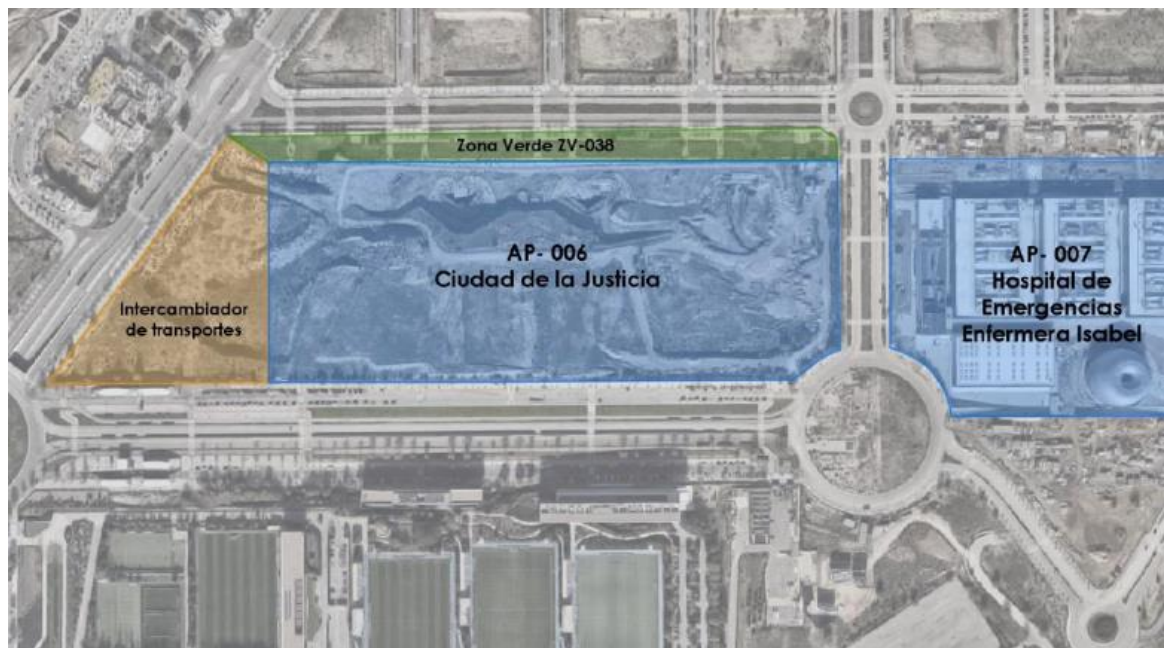 Zona Verde ZV-038
AP- 006
Ciudad de la Justicia
Intercambiador
de transportes
AP- 007
Hospital de
Emergencias
Enfermera Isabel